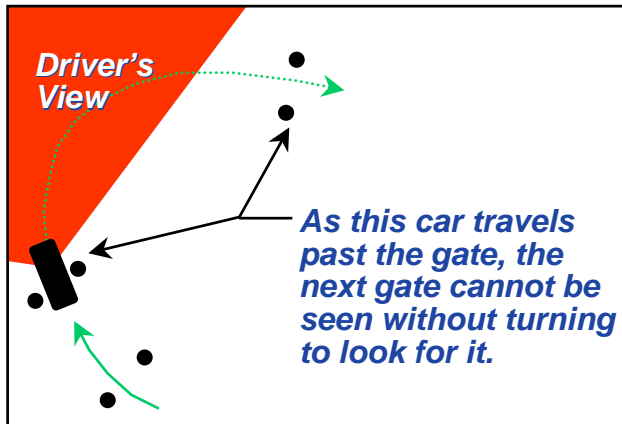 Driver's
View
As this car travels
past the gate, the
next gate cannot be
seen without turning
to look for it.